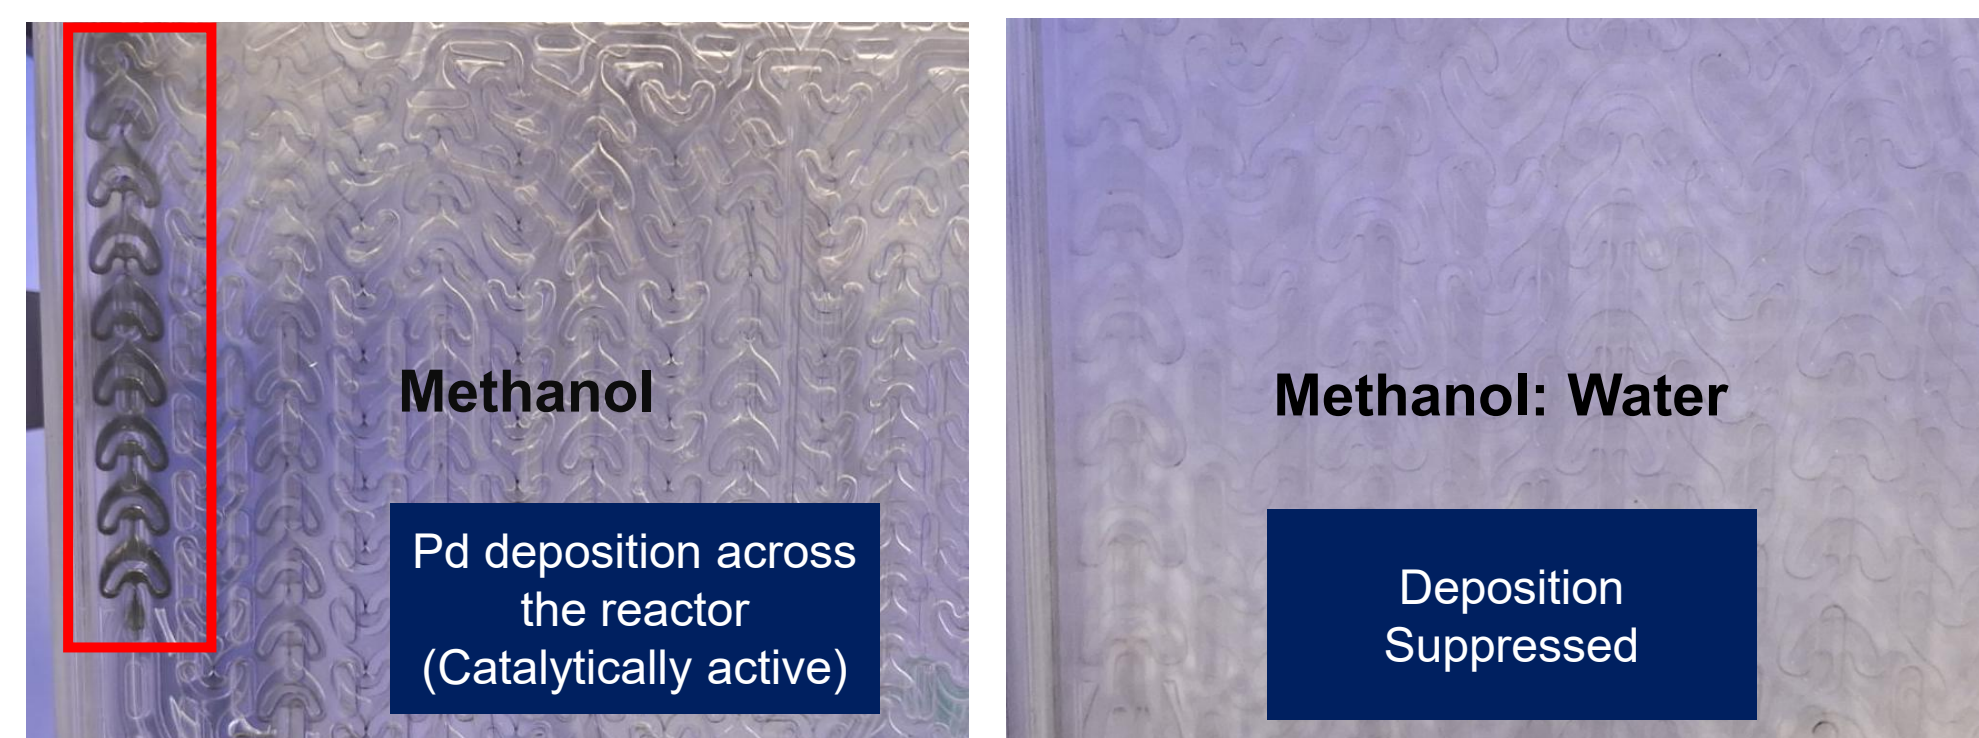 Methanol
Pd deposition across
the reactor
(Catalytically active)
Methanol: Water
Deposition
Suppressed